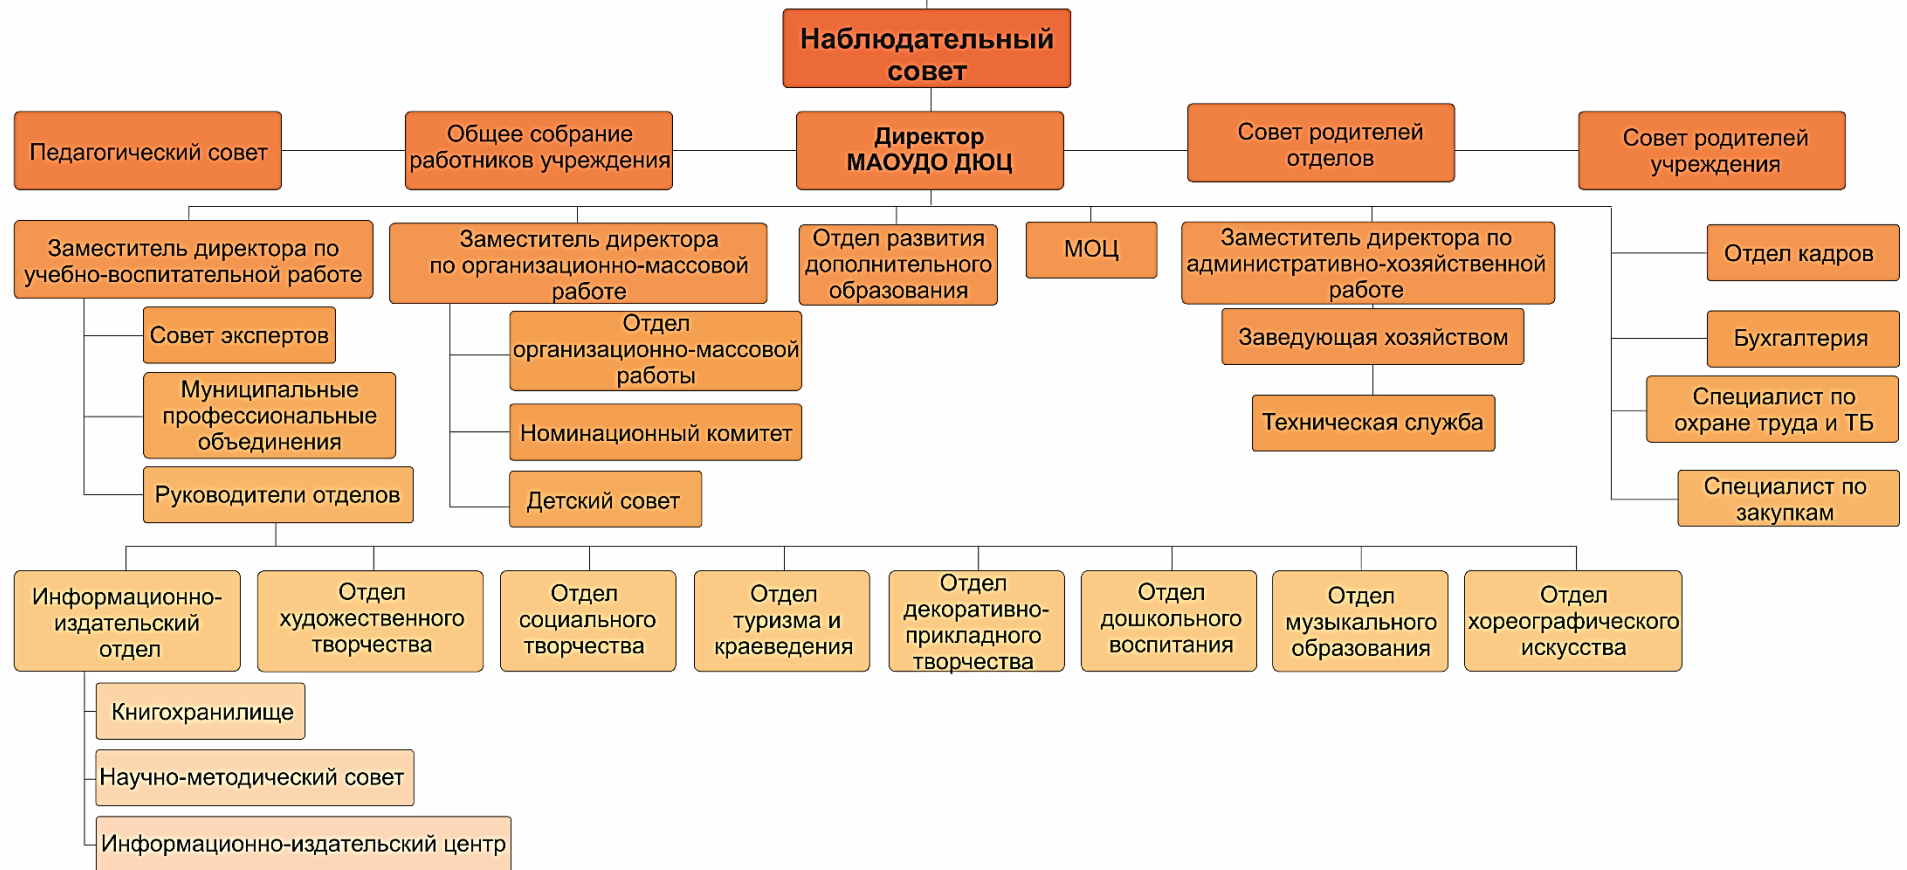 Наблюдательный
совет
Педагогический совет
Общее собрание
работников учреждения
Директор
МАОУДО ДЮЦ
Совет родителей
отделов
Совет родителей
учреждения
Заместитель директора по
учебно-воспитательной работе
Заместитель директора
по организационно-массовой
работе
Отдел развития
дополнительного
образования
МОЦ
Заместитель директора по
административно-хозяйственной
работе
Отдел кадров
Совет экспертов
Муниципальные
профессиональные
объединения
Руководители отделов
Отдел
организационно-массовой
работы
Номинационный комитет
Детский совет
Заведующая хозяйством
Техническая служба
Бухгалтерия
Специалист по
охране труда и ТБ
Специалист по
закупкам
Информационно-
издательский
отдел
Отдел
художественного
творчества
Отдел
социального
творчества
Отдел
туризма и
краеведения
Отдел
декоративно-
прикладного
творчества
Отдел
дошкольного
воспитания
Отдел
музыкального
образования
Отдел
хореографического
искусства
Книгохранилище
Научно-методический совет
Информационно-издательский центр